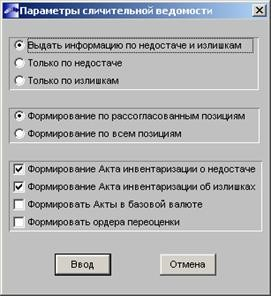 Параметры сличительной ведомости
Выдать информацию по недостаче и излишкам
Только по недостаче
Только по излишкам
Формирование по рассогласованным позициям
Формирование по всем позициям
Формирование Акта инвентаризации о недостаче
Формирование Акта инвентаризации об излишках
Формировать Акты в базовой валюте
Формировать ордера переоценки
Ввод
Отмена